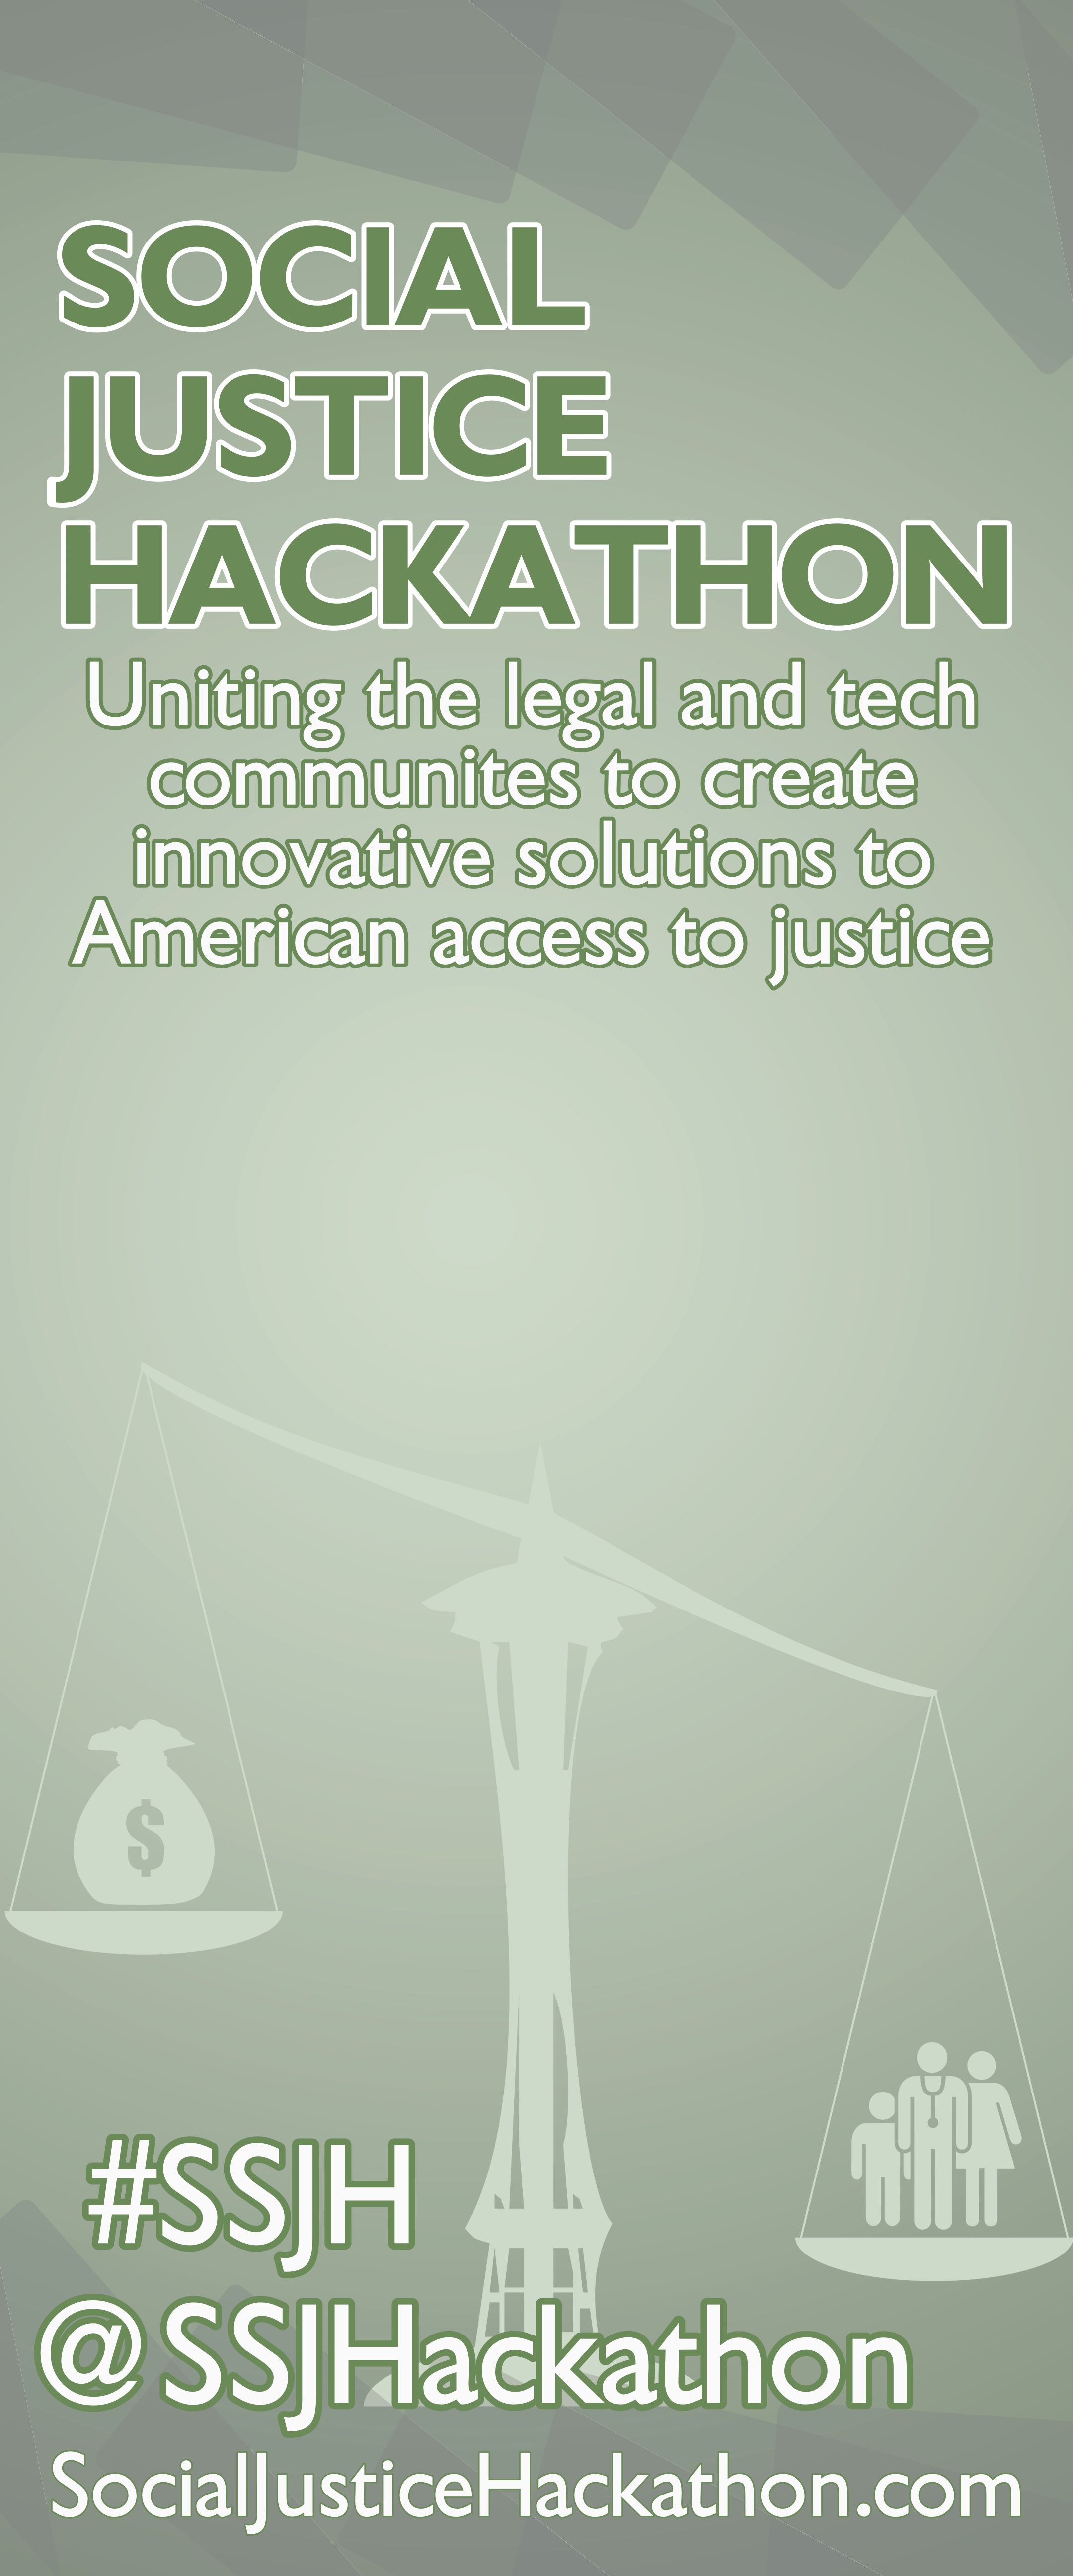 SOCIAL
JUSTICE
HACKATHON
Uniting the legal and tech
communites to create
innovative solutions to
American access to justice
$
#SSJH
@SSJHackathon
SocialJusticeHackathon.com